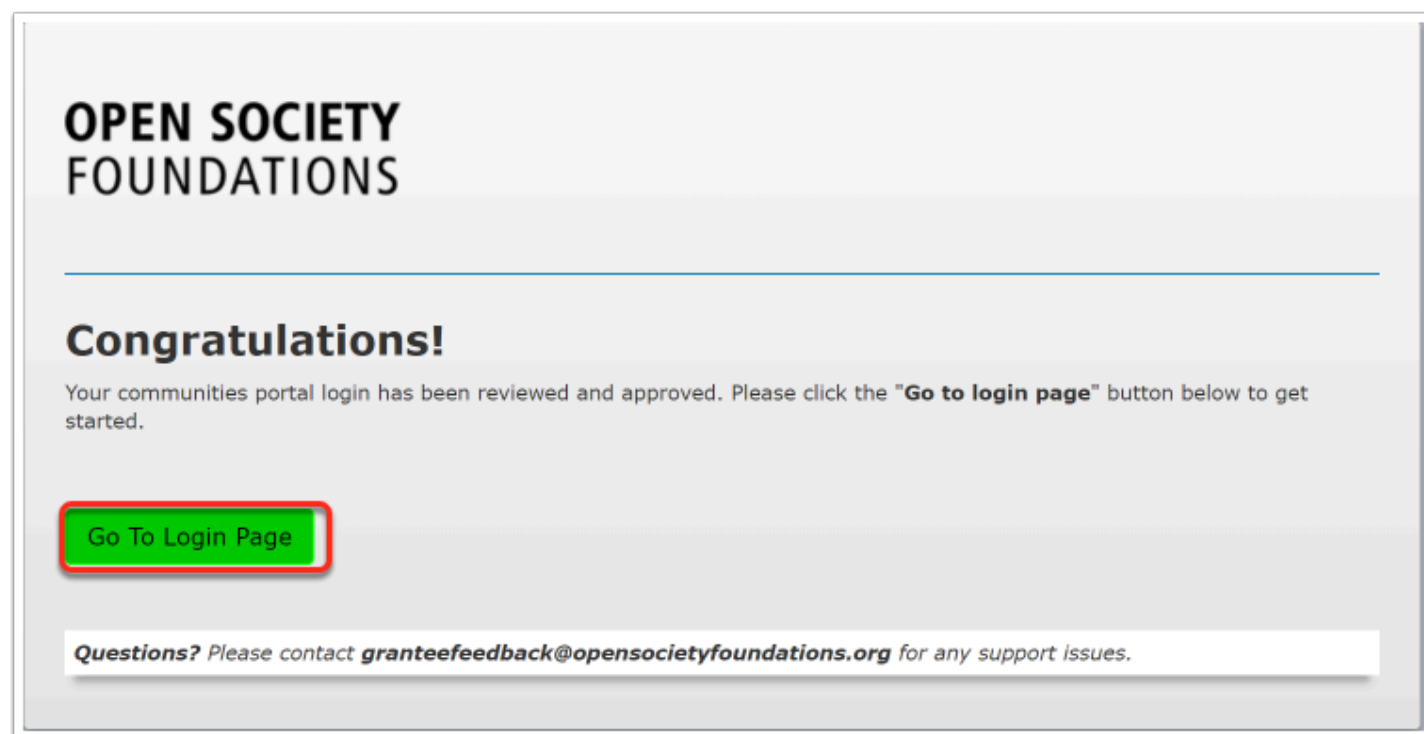 OPEN SOCIETY
FOUNDATIONS
Congratulations!
Your communities portal login has been reviewed and approved. Please click the "Go to login page" button below to get
started.
Go To Login Page
Questions? Please contact granteefeedback@opensocietyfoundations.org for any support issues.